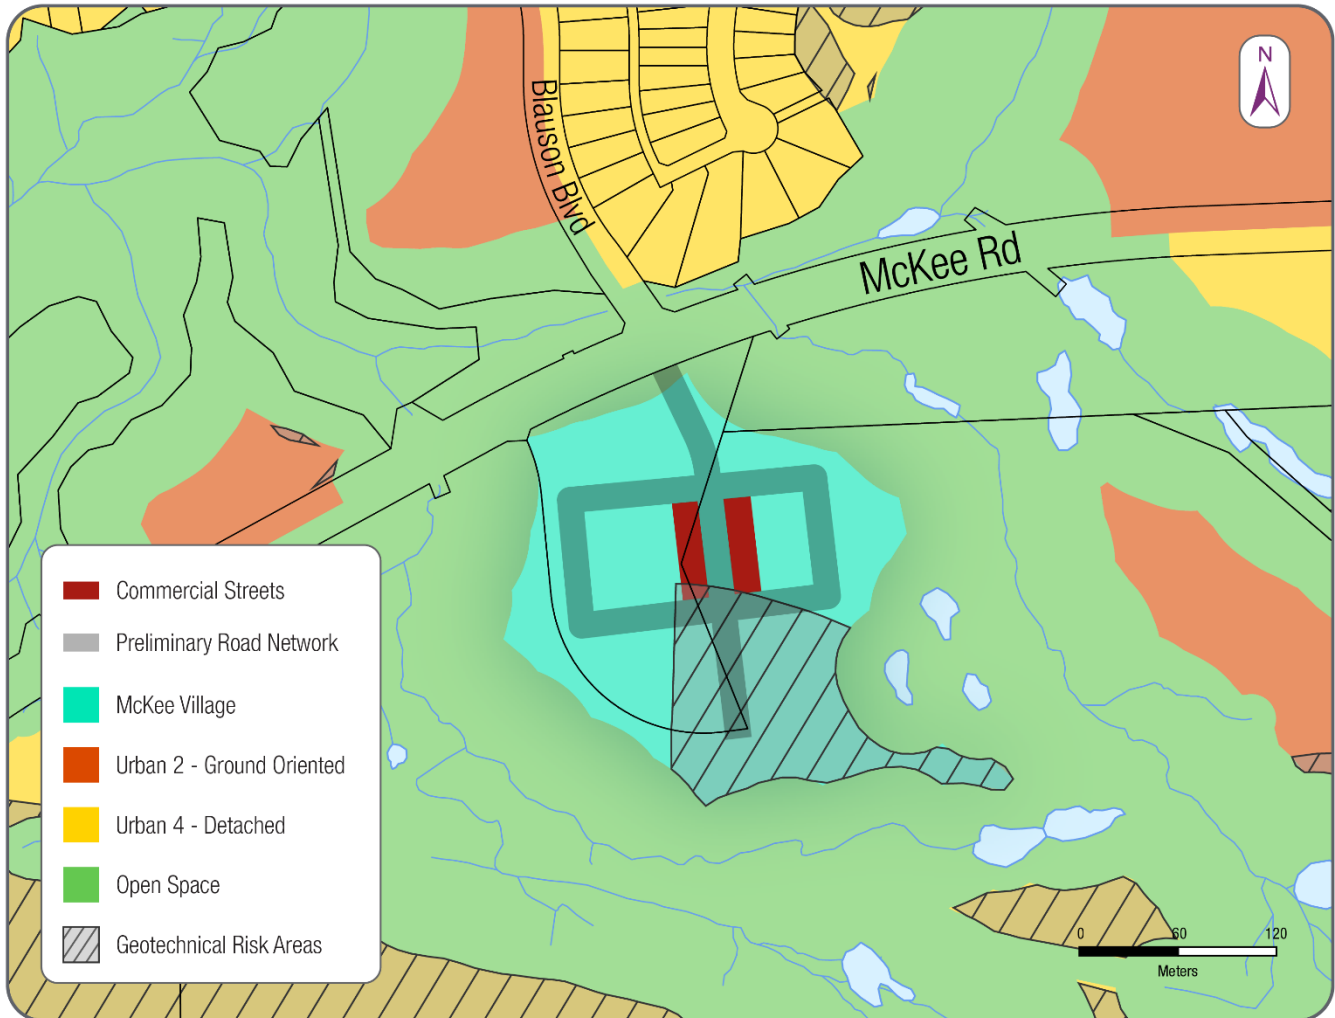 N
Blauson Blvd
McKee Rd
Commercial Streets
Preliminary Road Network
McKee Village
Urban 2 - Ground Oriented
Urban 4 - Detached
Open Space
Geotechnical Risk Areas
0 60 120
Meters